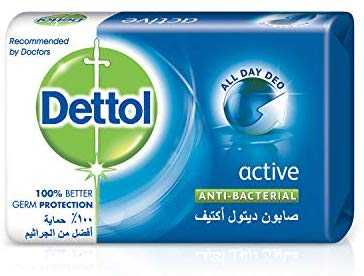 Recommended
by Doctors
Dettol
100% BETTER
GERM PROTECTION
١٠٠٪ حماية
أفضل من الجراثيم
ALL DAY DEO
active
ANTI-BACTERIAL
صابون ديتول أكتيف
active